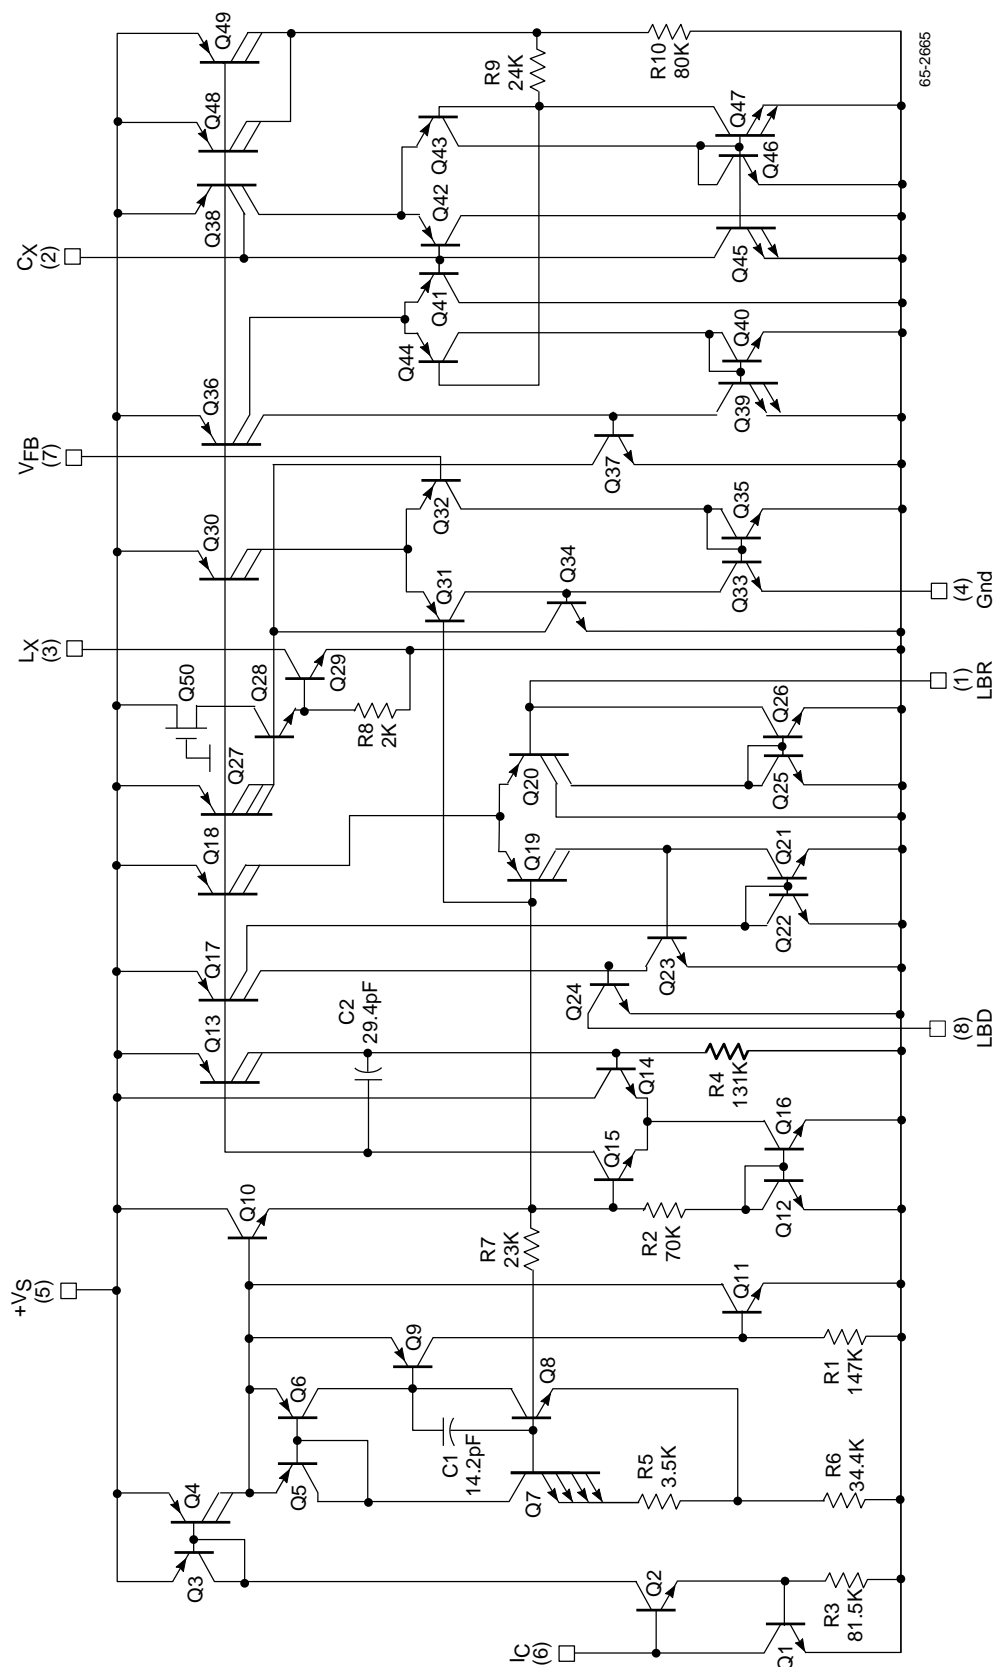 +VS
(5)
VFB
(7)
CX
(2)
LX
(3)
IC
(6)
(8)
LBD
(1)
LBR
(4)
Gnd
Q1
Q2
Q3
Q4
Q5
Q6
Q7
Q8
Q9
Q10
Q11
Q12
Q13
Q14
Q15
Q16
Q17
Q18
Q19
Q20
Q21
Q22
Q23
Q24
Q25
Q26
Q27
Q28
Q29
Q30
Q31
Q32
Q33
Q34
Q35
Q36
Q37
Q38
Q39
Q40
Q41
Q42
Q43
Q44
Q45
Q46
Q47
Q48
Q49
Q50
R1
147K
R2
70K
R3
81.5K
R4
131K
R5
3.5K
R6
34.4K
R7
23K
R8
2K
R9
24K
R10
80K
C1
14.2pF
C2
29.4pF
65-2665